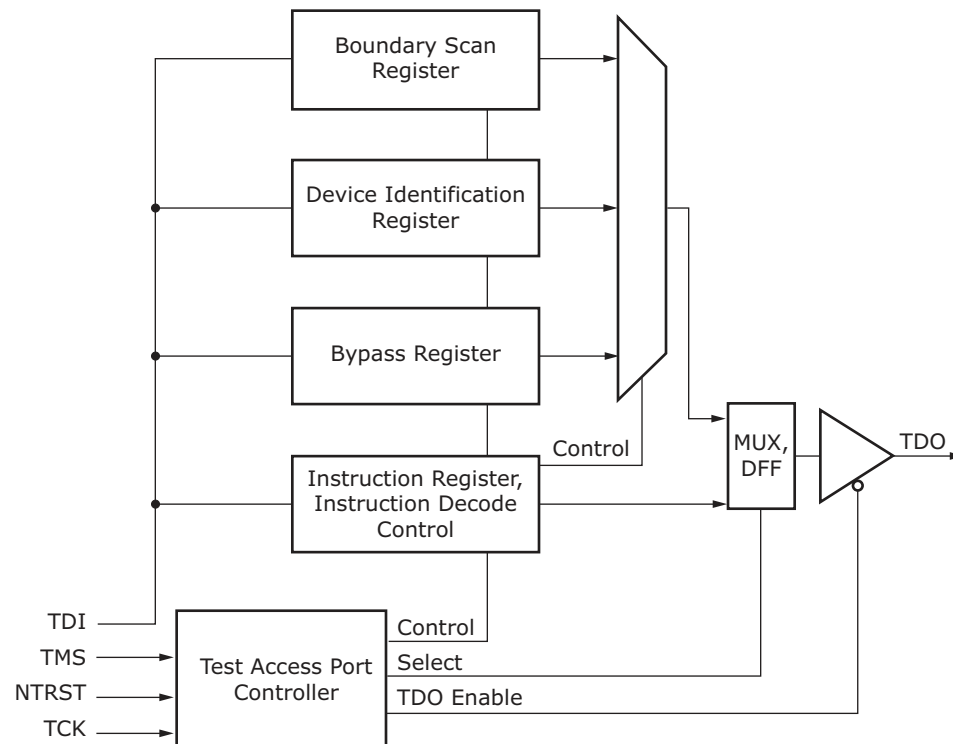 Boundary Scan
Register
Device Identification
Register
Bypass Register
Control
Instruction Register,
Instruction Decode
Control
MUX,
DFF
TDO
TDI
TMS
NTRST
TCK
Test Access Port
Controller
Control
Select
TDO Enable